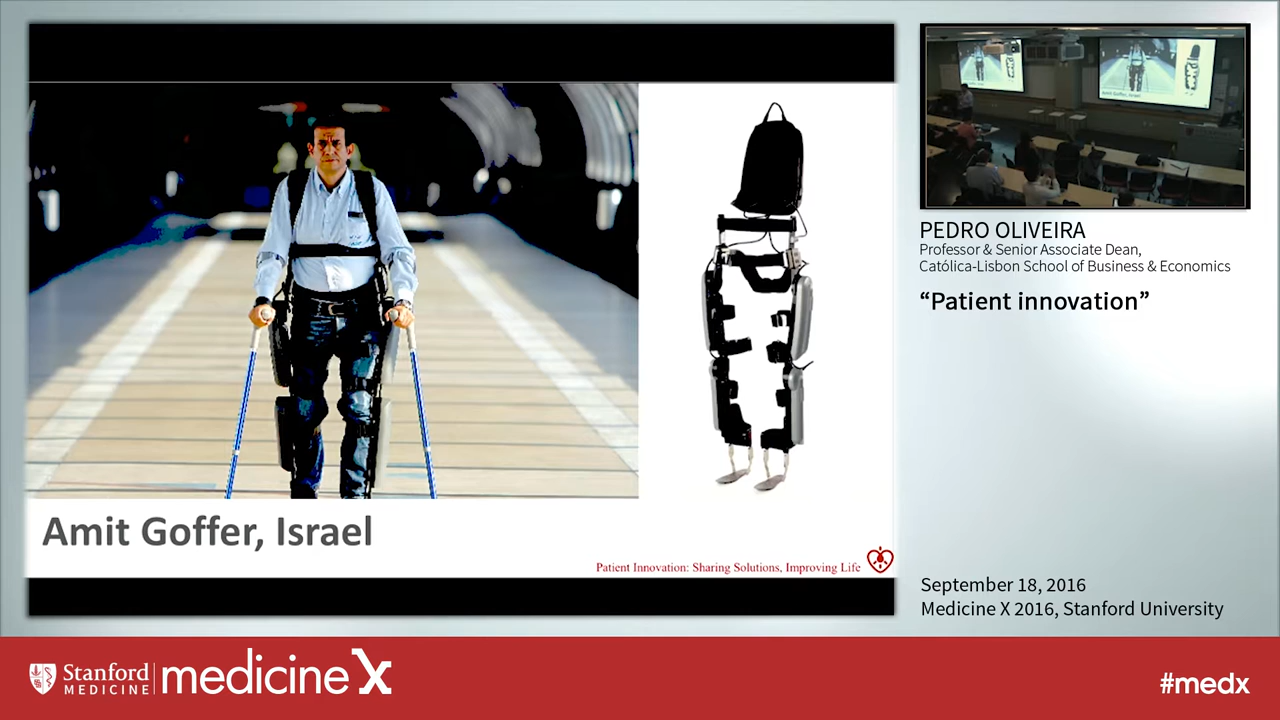 Amit Goffer, Israel
Patient Innovation: Sharing Solutions, Improving Life
PEDRO OLIVEIRA
Professor & Senior Associate Dean,
Católica-Lisbon School of Business & Economics
“Patient innovation”
September 18, 2016
Medicine X 2016, Stanford University
Stanford
MEDICINE
medicine X
#medx